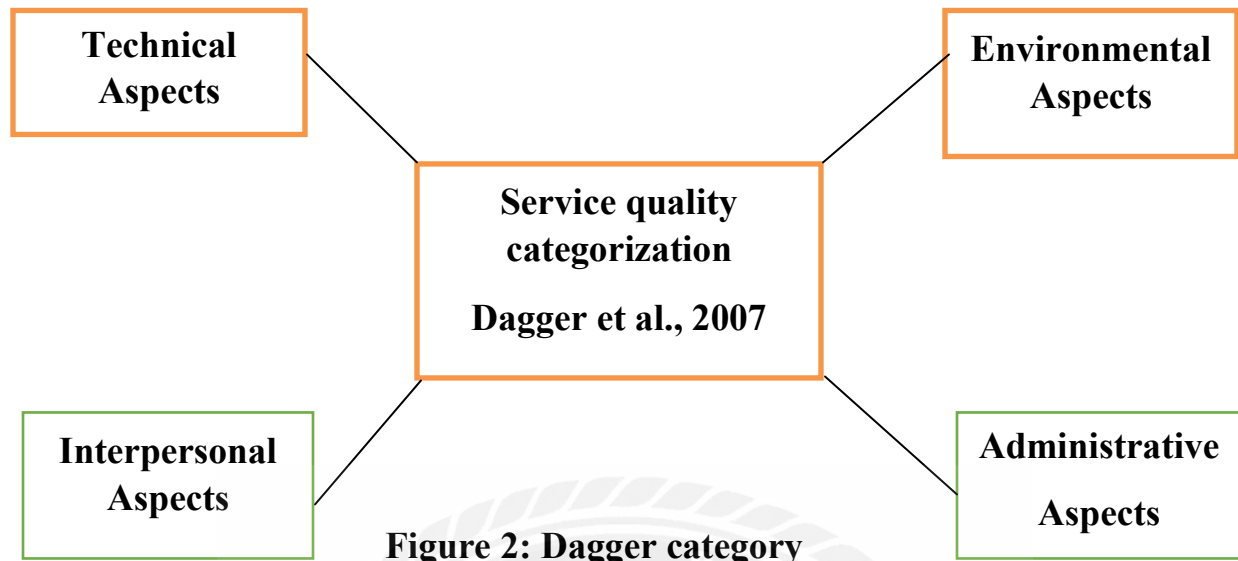 Technical
Aspects
Environmental
Aspects
Service quality
categorization
Dagger et al., 2007
Interpersonal
Aspects
Administrative
Aspects
Figure 2: Dagger category